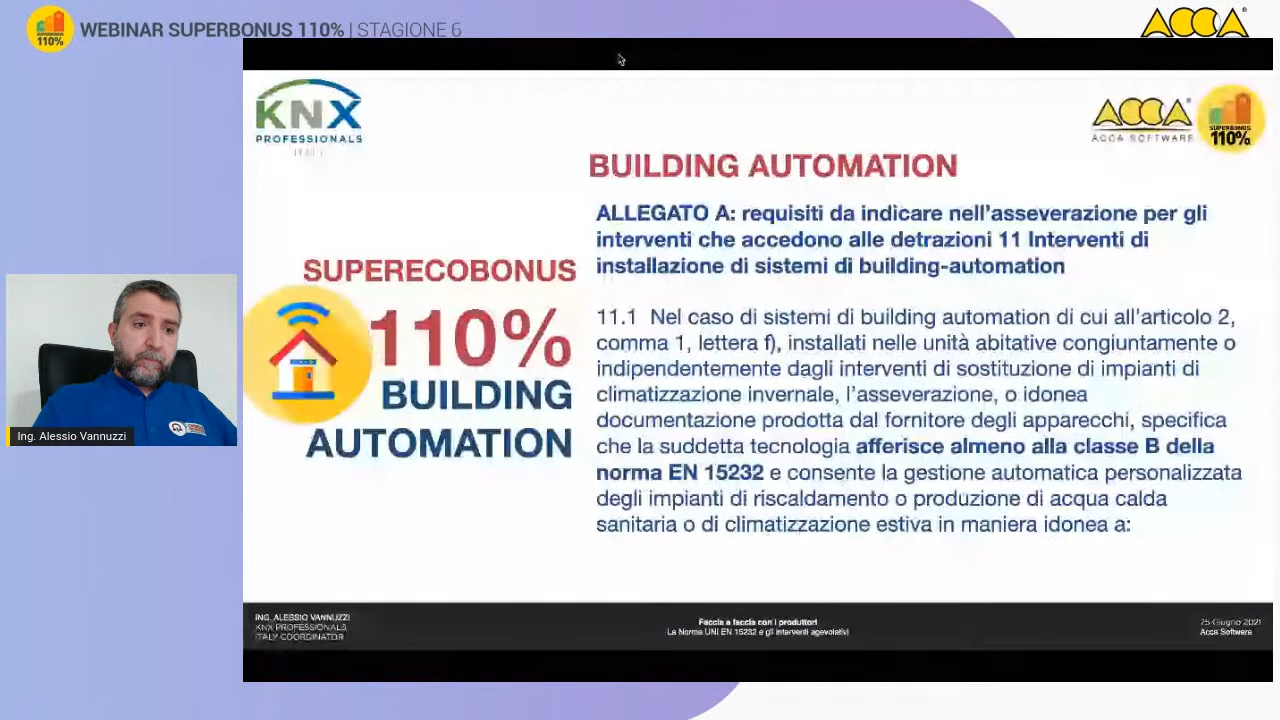 WEBINAR SUPERBONUS 110% | STAGIONE 6
SUPERBONUS
110%
ACCA
KNX
PROFESSIONALS
ITALY
ACCA
ACCA SOFTWARE
SUPERBONUS
110%
BUILDING AUTOMATION
ALLEGATO A: requisiti da indicare nell'asseverazione per gli
interventi che accedono alle detrazioni 11 Interventi di
installazione di sistemi di building-automation
SUPERECOBONUS
110%
BUILDING
AUTOMATION
11.1 Nel caso di sistemi di building automation di cui all'articolo 2,
comma 1, lettera f), installati nelle unità abitative congiuntamente o
indipendentemente dagli interventi di sostituzione di impianti di
climatizzazione invernale, l'asseverazione, o idonea
documentazione prodotta dal fornitore degli apparecchi, specifica
che la suddetta tecnologia afferisce almeno alla classe B della
norma EN 15232 e consente la gestione automatica personalizzata
degli impianti di riscaldamento o produzione di acqua calda
sanitaria o di climatizzazione estiva in maniera idonea a:
Ing. Alessio Vannuzzi
ING. ALESSIO VANNUZZI
KNX PROFESSIONALS
ITALY COORDINATOR
Faccia a faccia con i produttori
La Norma UNI EN 15232 e gli interventi agevolativi
25 Giugno 2021
Acca Software